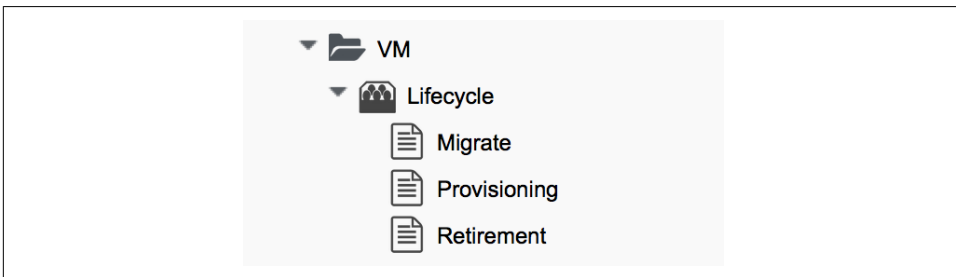 VM
Lifecycle
Migrate
Provisioning
Retirement